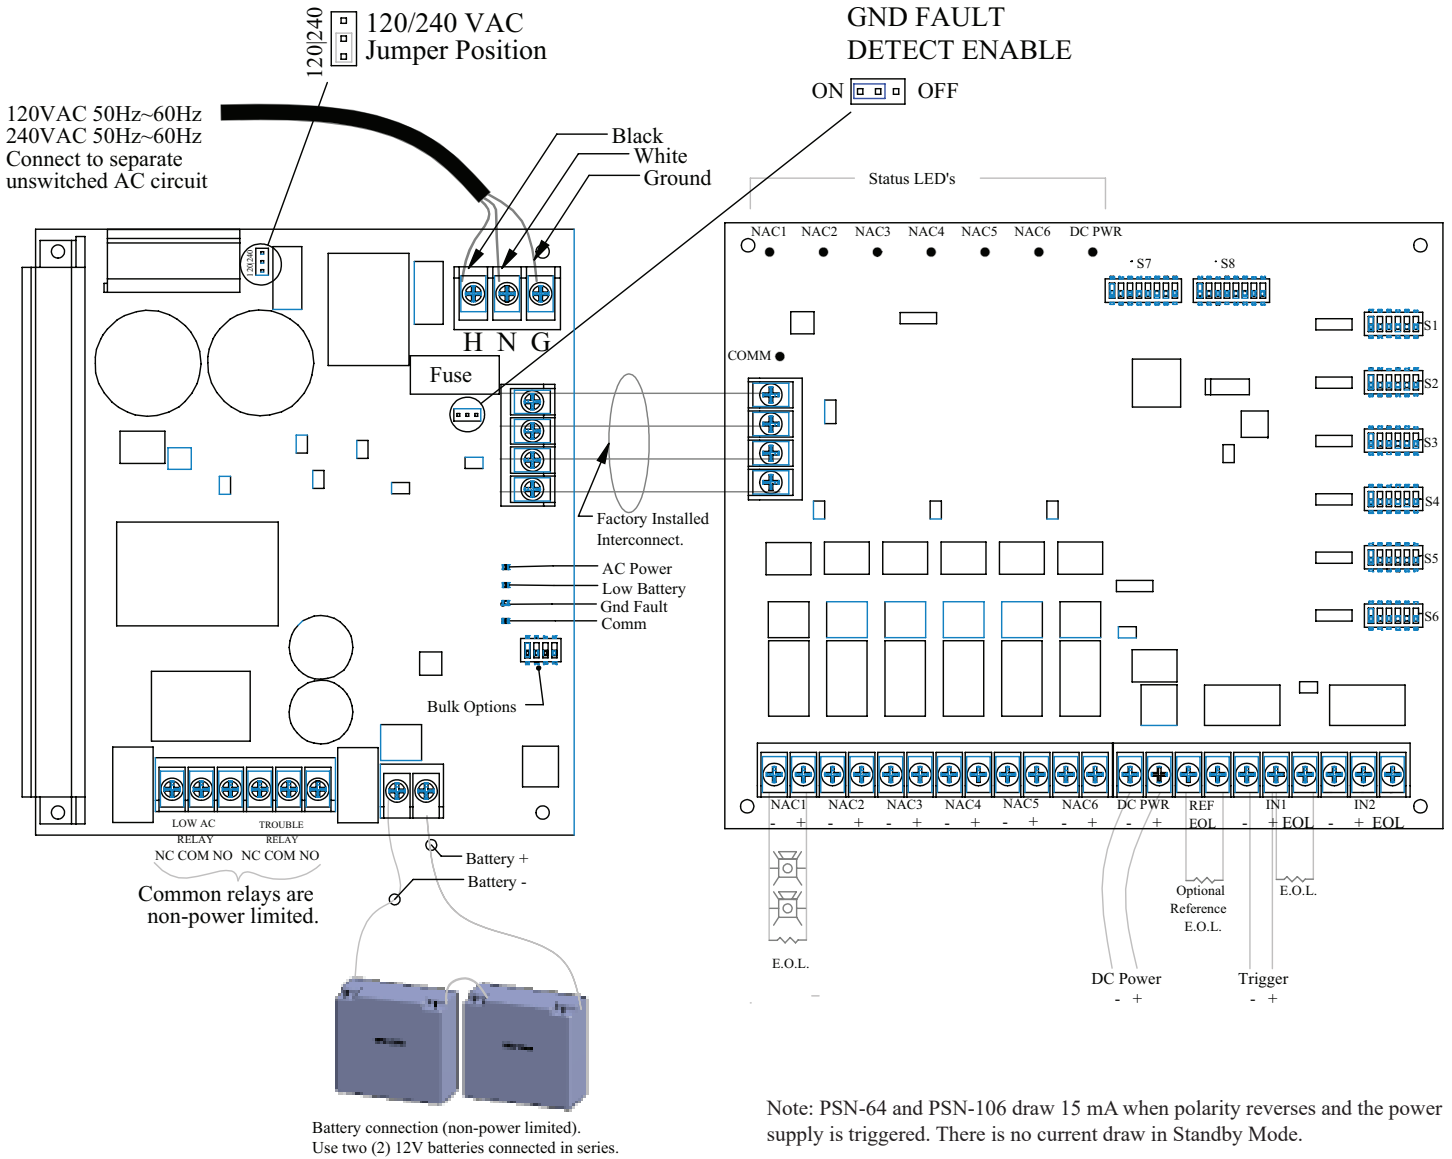 120|240
120/240 VAC
Jumper Position
GND FAULT
DETECT ENABLE
ON OFF
120VAC 50Hz~60Hz
240VAC 50Hz~60Hz
Connect to separate
unswitched AC circuit
Black
White
Ground
Status LED's
NAC1 NAC2 NAC3 NAC4 NAC5 NAC6 DC PWR
S7 S8
120|240
H N G
Fuse
COMM
S1
S2
S3
S4
S5
S6
Factory Installed
Interconnect.
AC Power
Low Battery
Gnd Fault
Comm
Bulk Options
LOW AC
RELAY
NC COM NO
TROUBLE
RELAY
NC COM NO
Common relays are
non-power limited.
Battery +
Battery -
NAC1 NAC2 NAC3 NAC4 NAC5 NAC6 DC PWR REF IN1 IN2
- + - + - + - + - + - + - + EOL - + EOL - + EOL
E.O.L.
Optional
Reference
E.O.L.
E.O.L.
DC Power
- +
Trigger
- +
Battery connection (non-power limited).
Use two (2) 12V batteries connected in series.
Note: PSN-64 and PSN-106 draw 15 mA when polarity reverses and the power
supply is triggered. There is no current draw in Standby Mode.